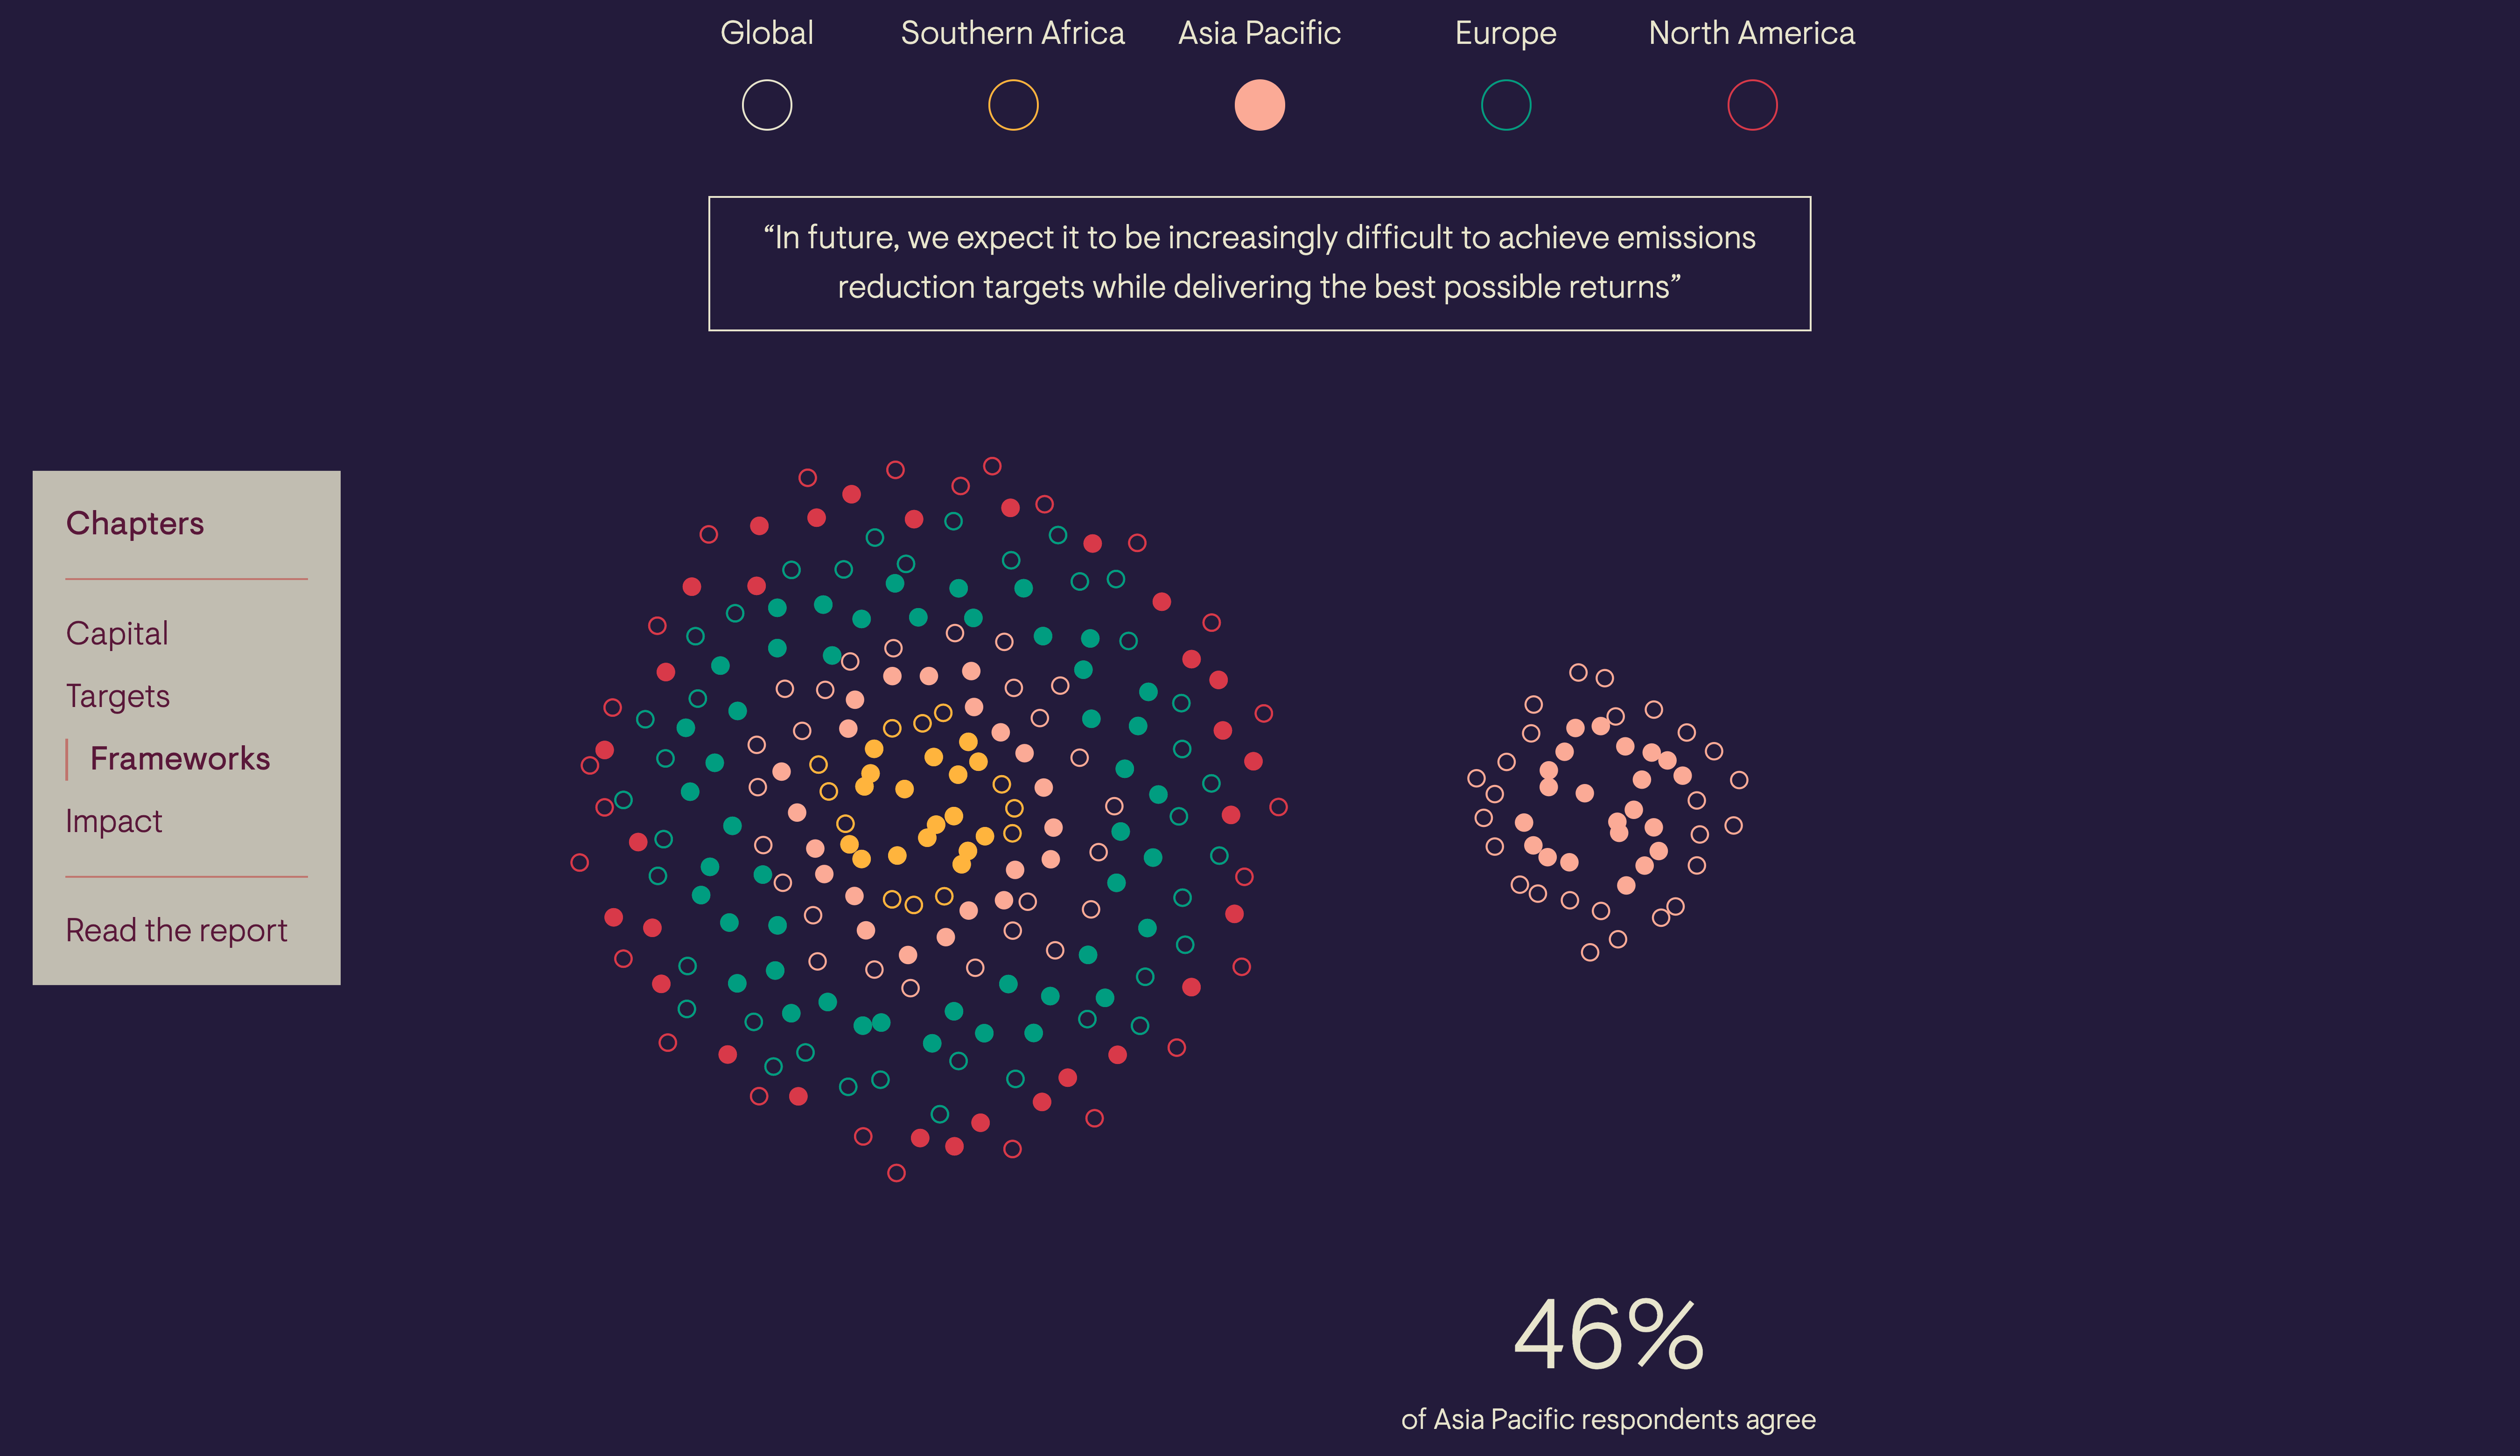 Global
Southern Africa
Asia Pacific
Europe
North America
“In future, we expect it to be increasingly difficult to achieve emissions
reduction targets while delivering the best possible returns”
Chapters
Capital
Targets
Frameworks
Impact
Read the report
46%
of Asia Pacific respondents agree